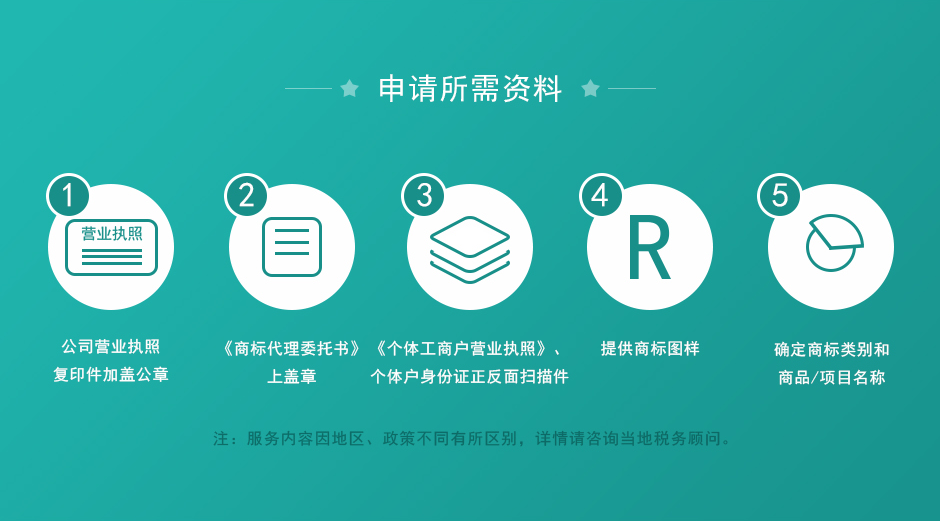 申请所需资料
1
营业执照
公司营业执照
复印件加盖公章
2
《商标代理委托书》
上盖章
3
《个体工商户营业执照》、
个体户身份证正反面扫描件
4
R
提供商标图样
5
确定商标类别和
商品/项目名称
注：服务内容因地区、政策不同有所区别，详情请咨询当地税务顾问。